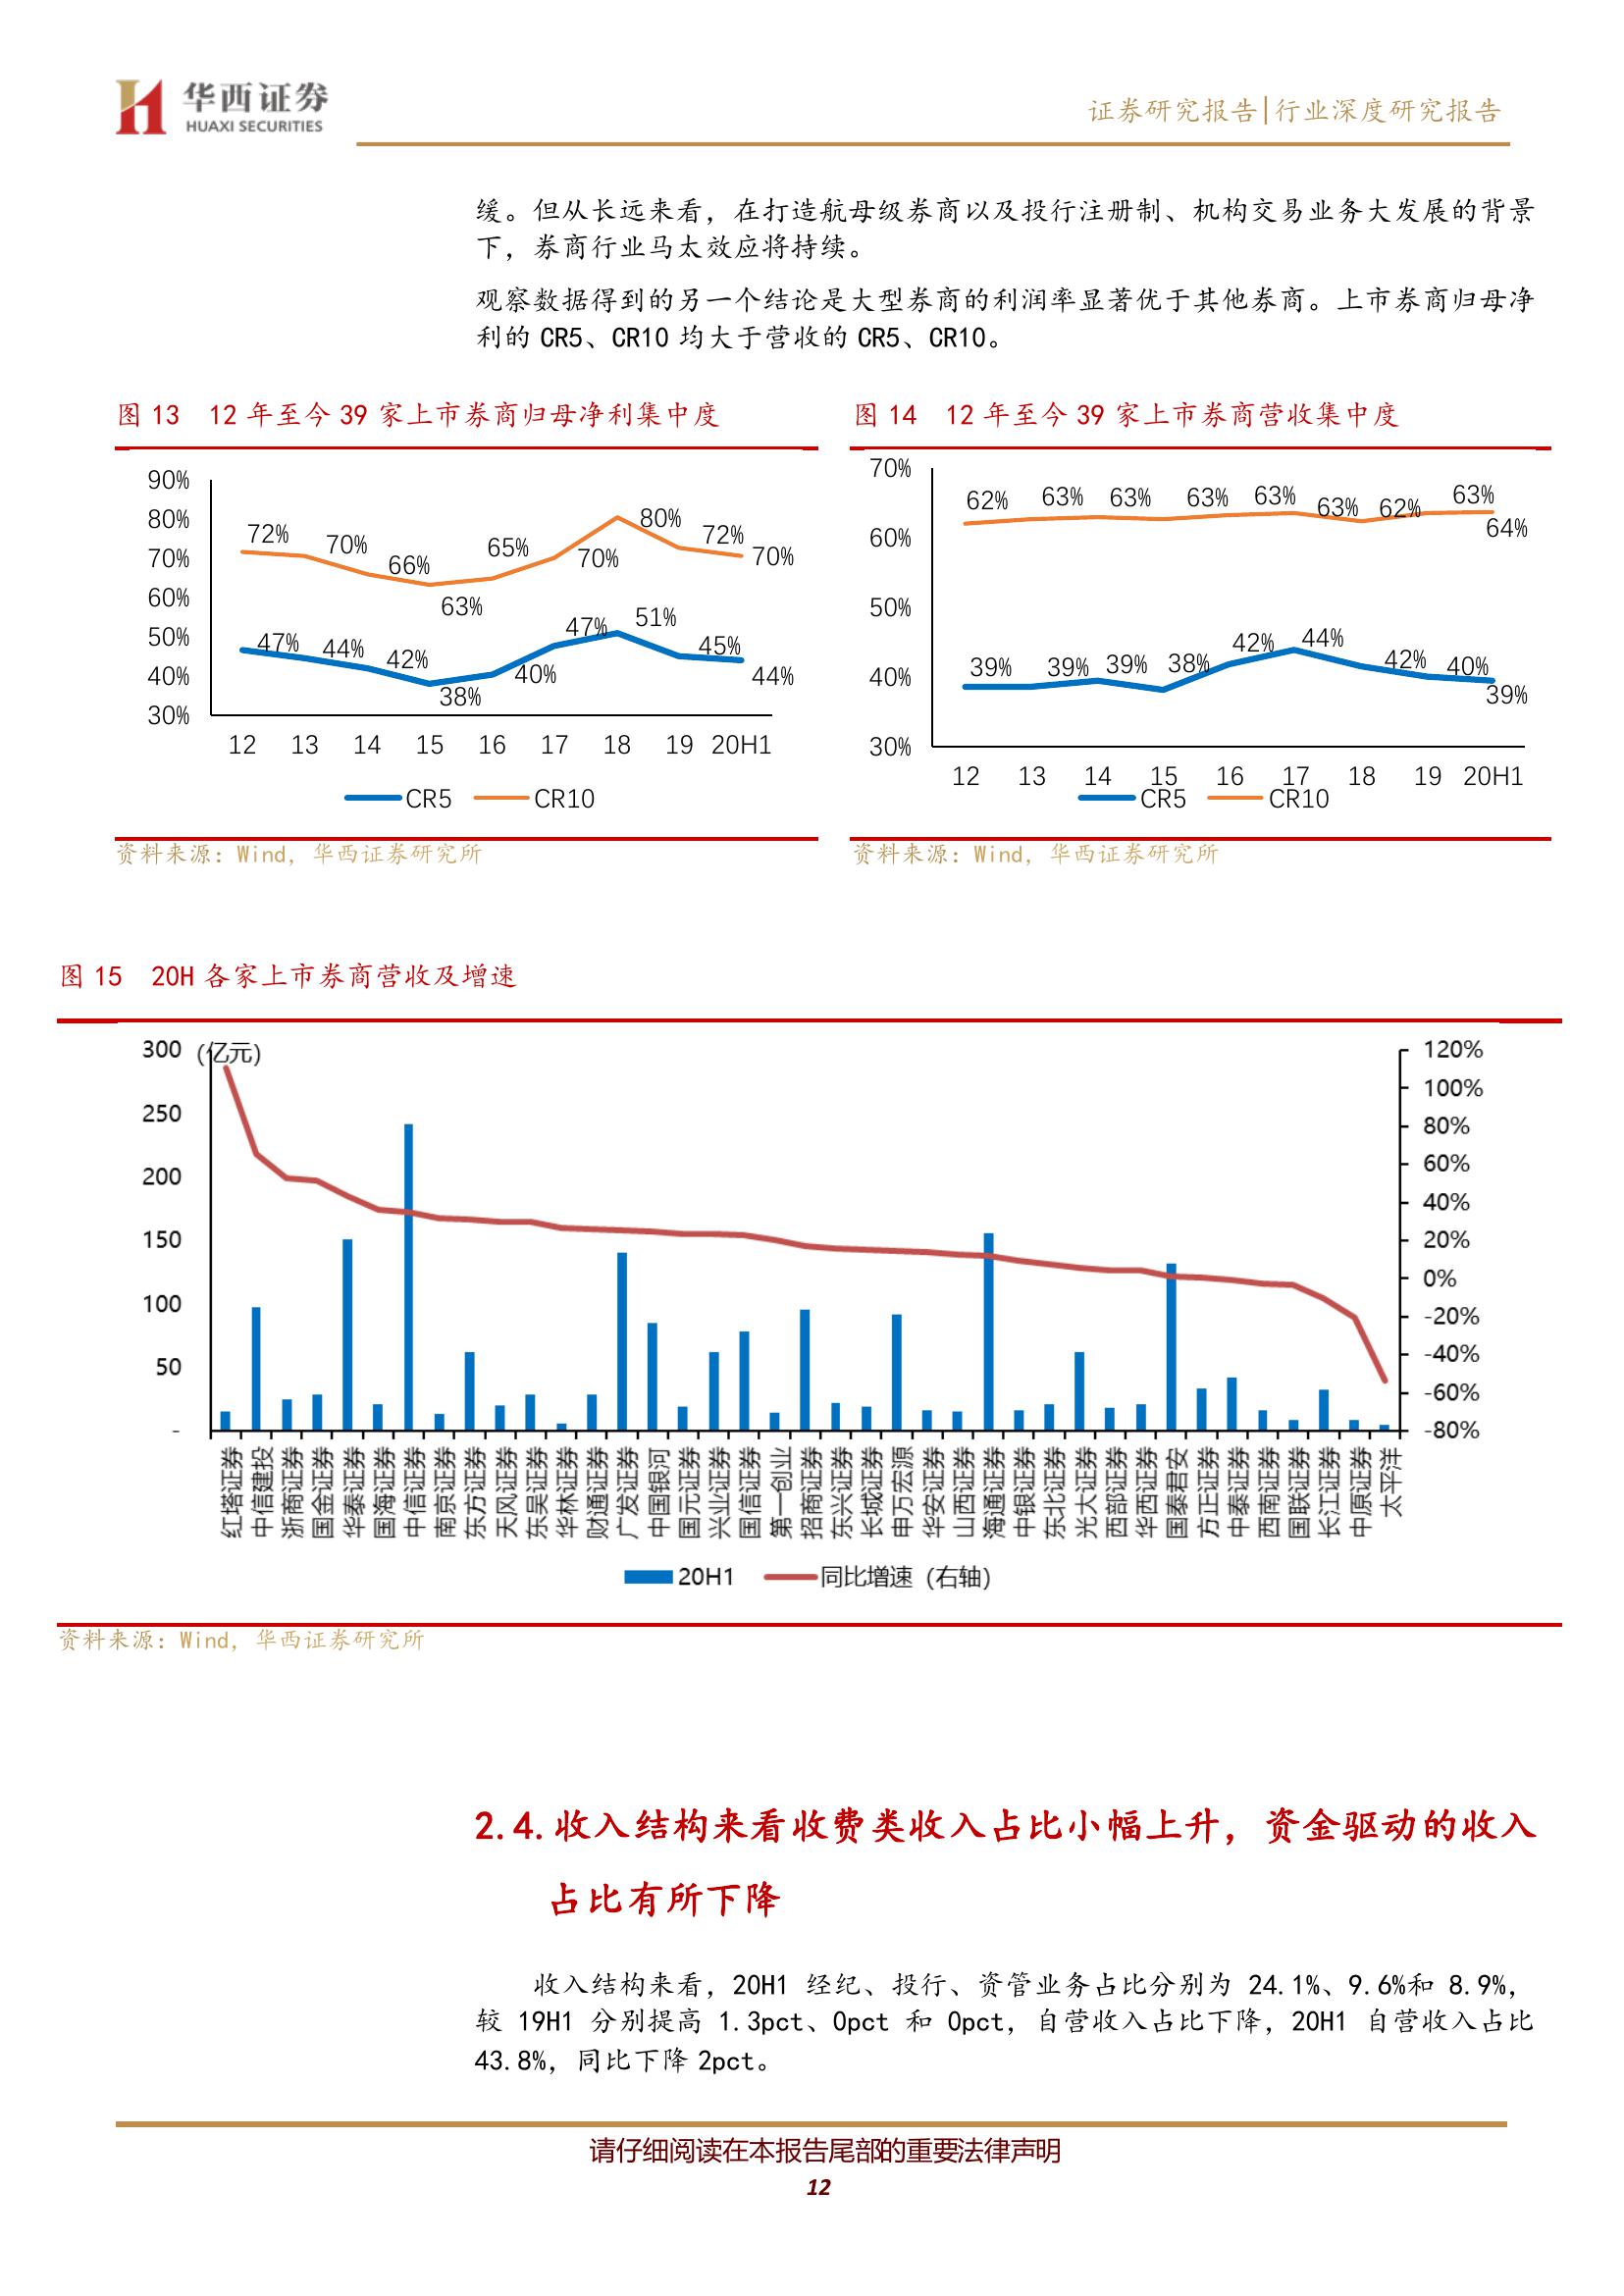 华西证券
HUAXI SECURITIES
证券研究报告|行业深度研究报告
缓。但从长远来看，在打造航母级券商以及投行注册制、机构交易业务大发展的背景
下，券商行业马太效应将持续。
观察数据得到的另一个结论是大型券商的利润率显著优于其他券商。上市券商归母净
利的 CR5、CR10 均大于营收的 CR5、CR10。
图 13 12 年至今 39 家上市券商归母净利集中度
90%
80%
70%
60%
50%
40%
30%
72%
70%
66%
63%
65%
70%
80%
72%
70%
47%
44%
42%
38%
40%
47%
51%
45%
44%
12 13 14 15 16 17 18 19 20H1
CR5 CR10
资料来源：Wind，华西证券研究所
图 14 12 年至今 39 家上市券商营收集中度
70%
60%
50%
40%
30%
62%
63%
63%
63%
63%
63%
62%
63%
64%
39%
39%
39%
38%
42%
44%
42%
40%
39%
12 13 14 15 16 17 18 19 20H1
CR5 CR10
资料来源：Wind，华西证券研究所
图 15 20H 各家上市券商营收及增速
(亿元)
300
250
200
150
100
50
-
120%
100%
80%
60%
40%
20%
0%
-20%
-40%
-60%
-80%
红塔证券
中信建投
浙商证券
国金证券
华泰证券
国海证券
中信证券
南京证券
东方证券
天风证券
东吴证券
华林证券
财通证券
广发证券
中国银河
国元证券
兴业证券
国信证券
第一创业
招商证券
东兴证券
长城证券
申万宏源
华安证券
山西证券
海通证券
中银证券
东北证券
光大证券
西部证券
华西证券
国泰君安
方正证券
中泰证券
西南证券
国联证券
长江证券
中原证券
太平洋
20H1 同比增速（右轴）
资料来源：Wind，华西证券研究所
2.4.收入结构来看收费类收入占比小幅上升，资金驱动的收入
占比有所下降
收入结构来看，20H1 经纪、投行、资管业务占比分别为 24.1%、9.6%和 8.9%，
较 19H1 分别提高 1.3pct、0pct 和 0pct，自营收入占比下降，20H1 自营收入占比
43.8%，同比下降 2pct。
请仔细阅读在本报告尾部的重要法律声明
12